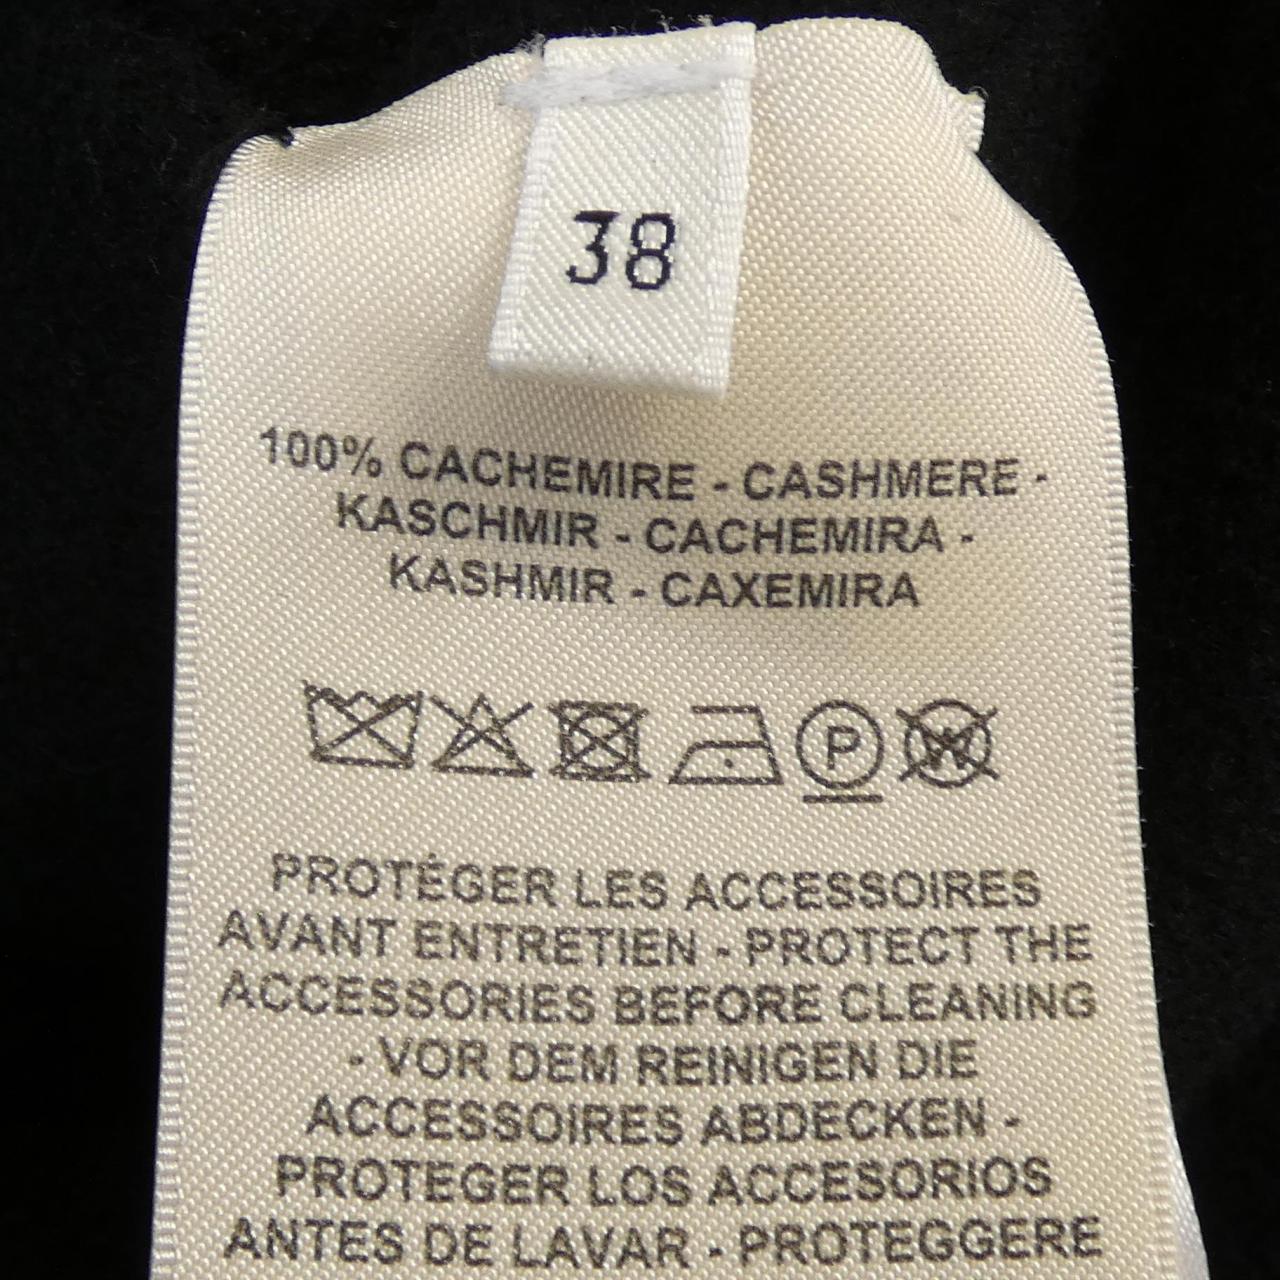 38
100% CACHEMIRE - CASHMERE -
KASCHMIR - CACHEMIRA -
KASHMIR - CAXEMIRA
P W
PROTÉGER LES ACCESSOIRES
AVANT ENTRETIEN - PROTECT THE
ACCESSORIES BEFORE CLEANING
- VOR DEM REINIGEN DIE
ACCESSOIRES ABDECKEN -
PROTEGER LOS ACCESORIOS
ANTES DE LAVAR - PROTEGGERE